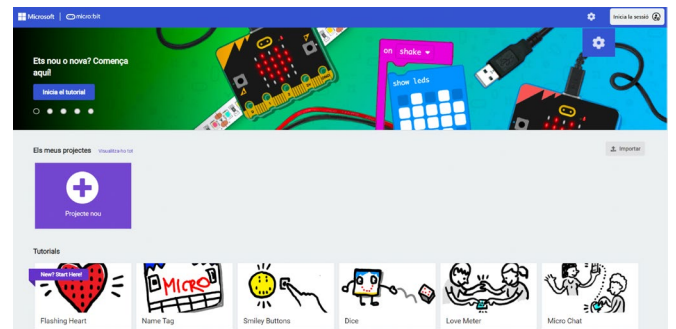 Microsoft | micro:bit
Inicia la sessió
Ets nou o nova? Comença
aquí!
Inicia el tutorial
on shake
show leds
Els meus projectes Visualitza-ho tot
Importar
Projecte nou
Tutorials
New? Start Here!
MICRO
Flashing Heart
Name Tag
Smiley Buttons
Dice
Love Meter
Micro Chat